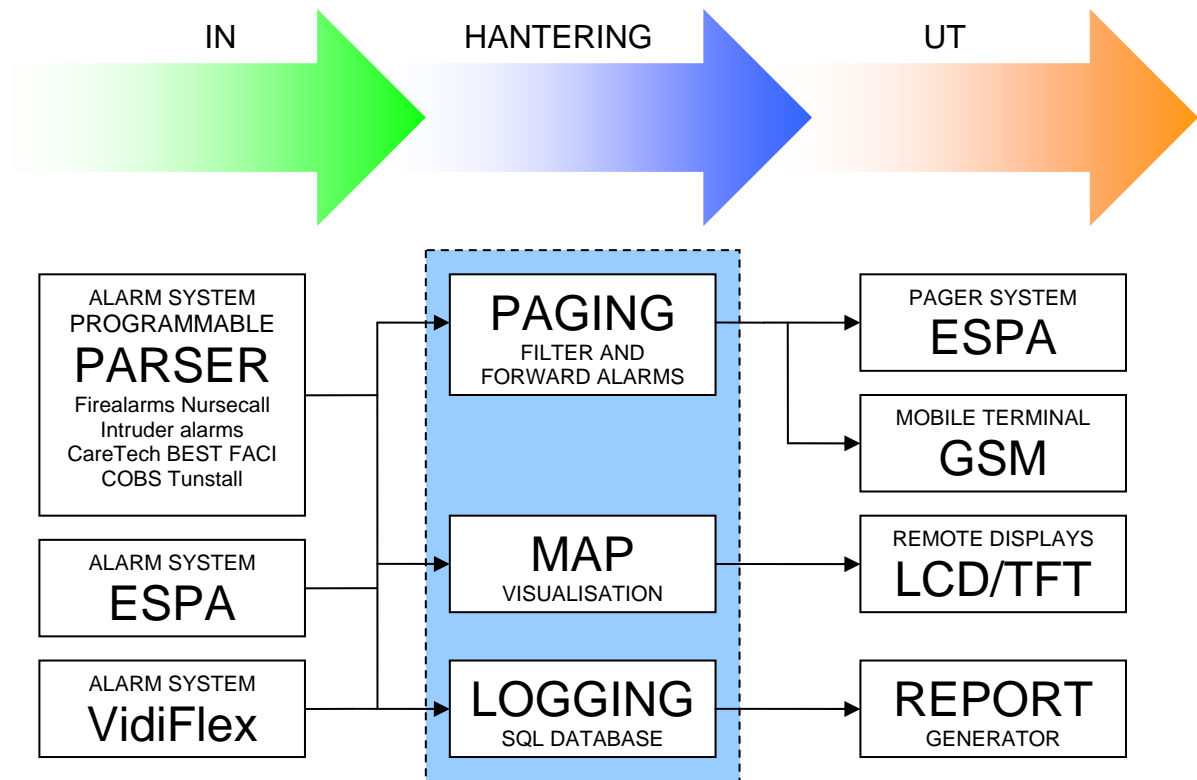 IN
HANTERING
UT
ALARM SYSTEM
PROGRAMMABLE
PARSER
Firealarms Nursecall
Intruder alarms
CareTech BEST FACI
COBS Tunstall
ALARM SYSTEM
ESPA
ALARM SYSTEM
VidiFlex
PAGING
FILTER AND
FORWARD ALARMS
MAP
VISUALISATION
LOGGING
SQL DATABASE
PAGER SYSTEM
ESPA
MOBILE TERMINAL
GSM
REMOTE DISPLAYS
LCD/TFT
REPORT
GENERATOR